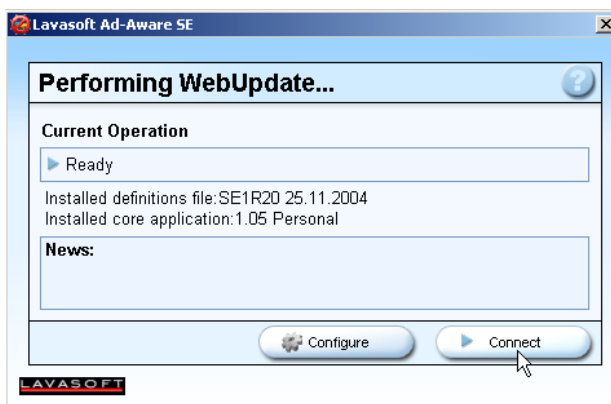 Lavasoft Ad-Aware SE
Performing WebUpdate...
?
Current Operation
Ready
Installed definitions file:SE1R20 25.11.2004
Installed core application:1.05 Personal
News:
Configure
Connect
LAVASOFT